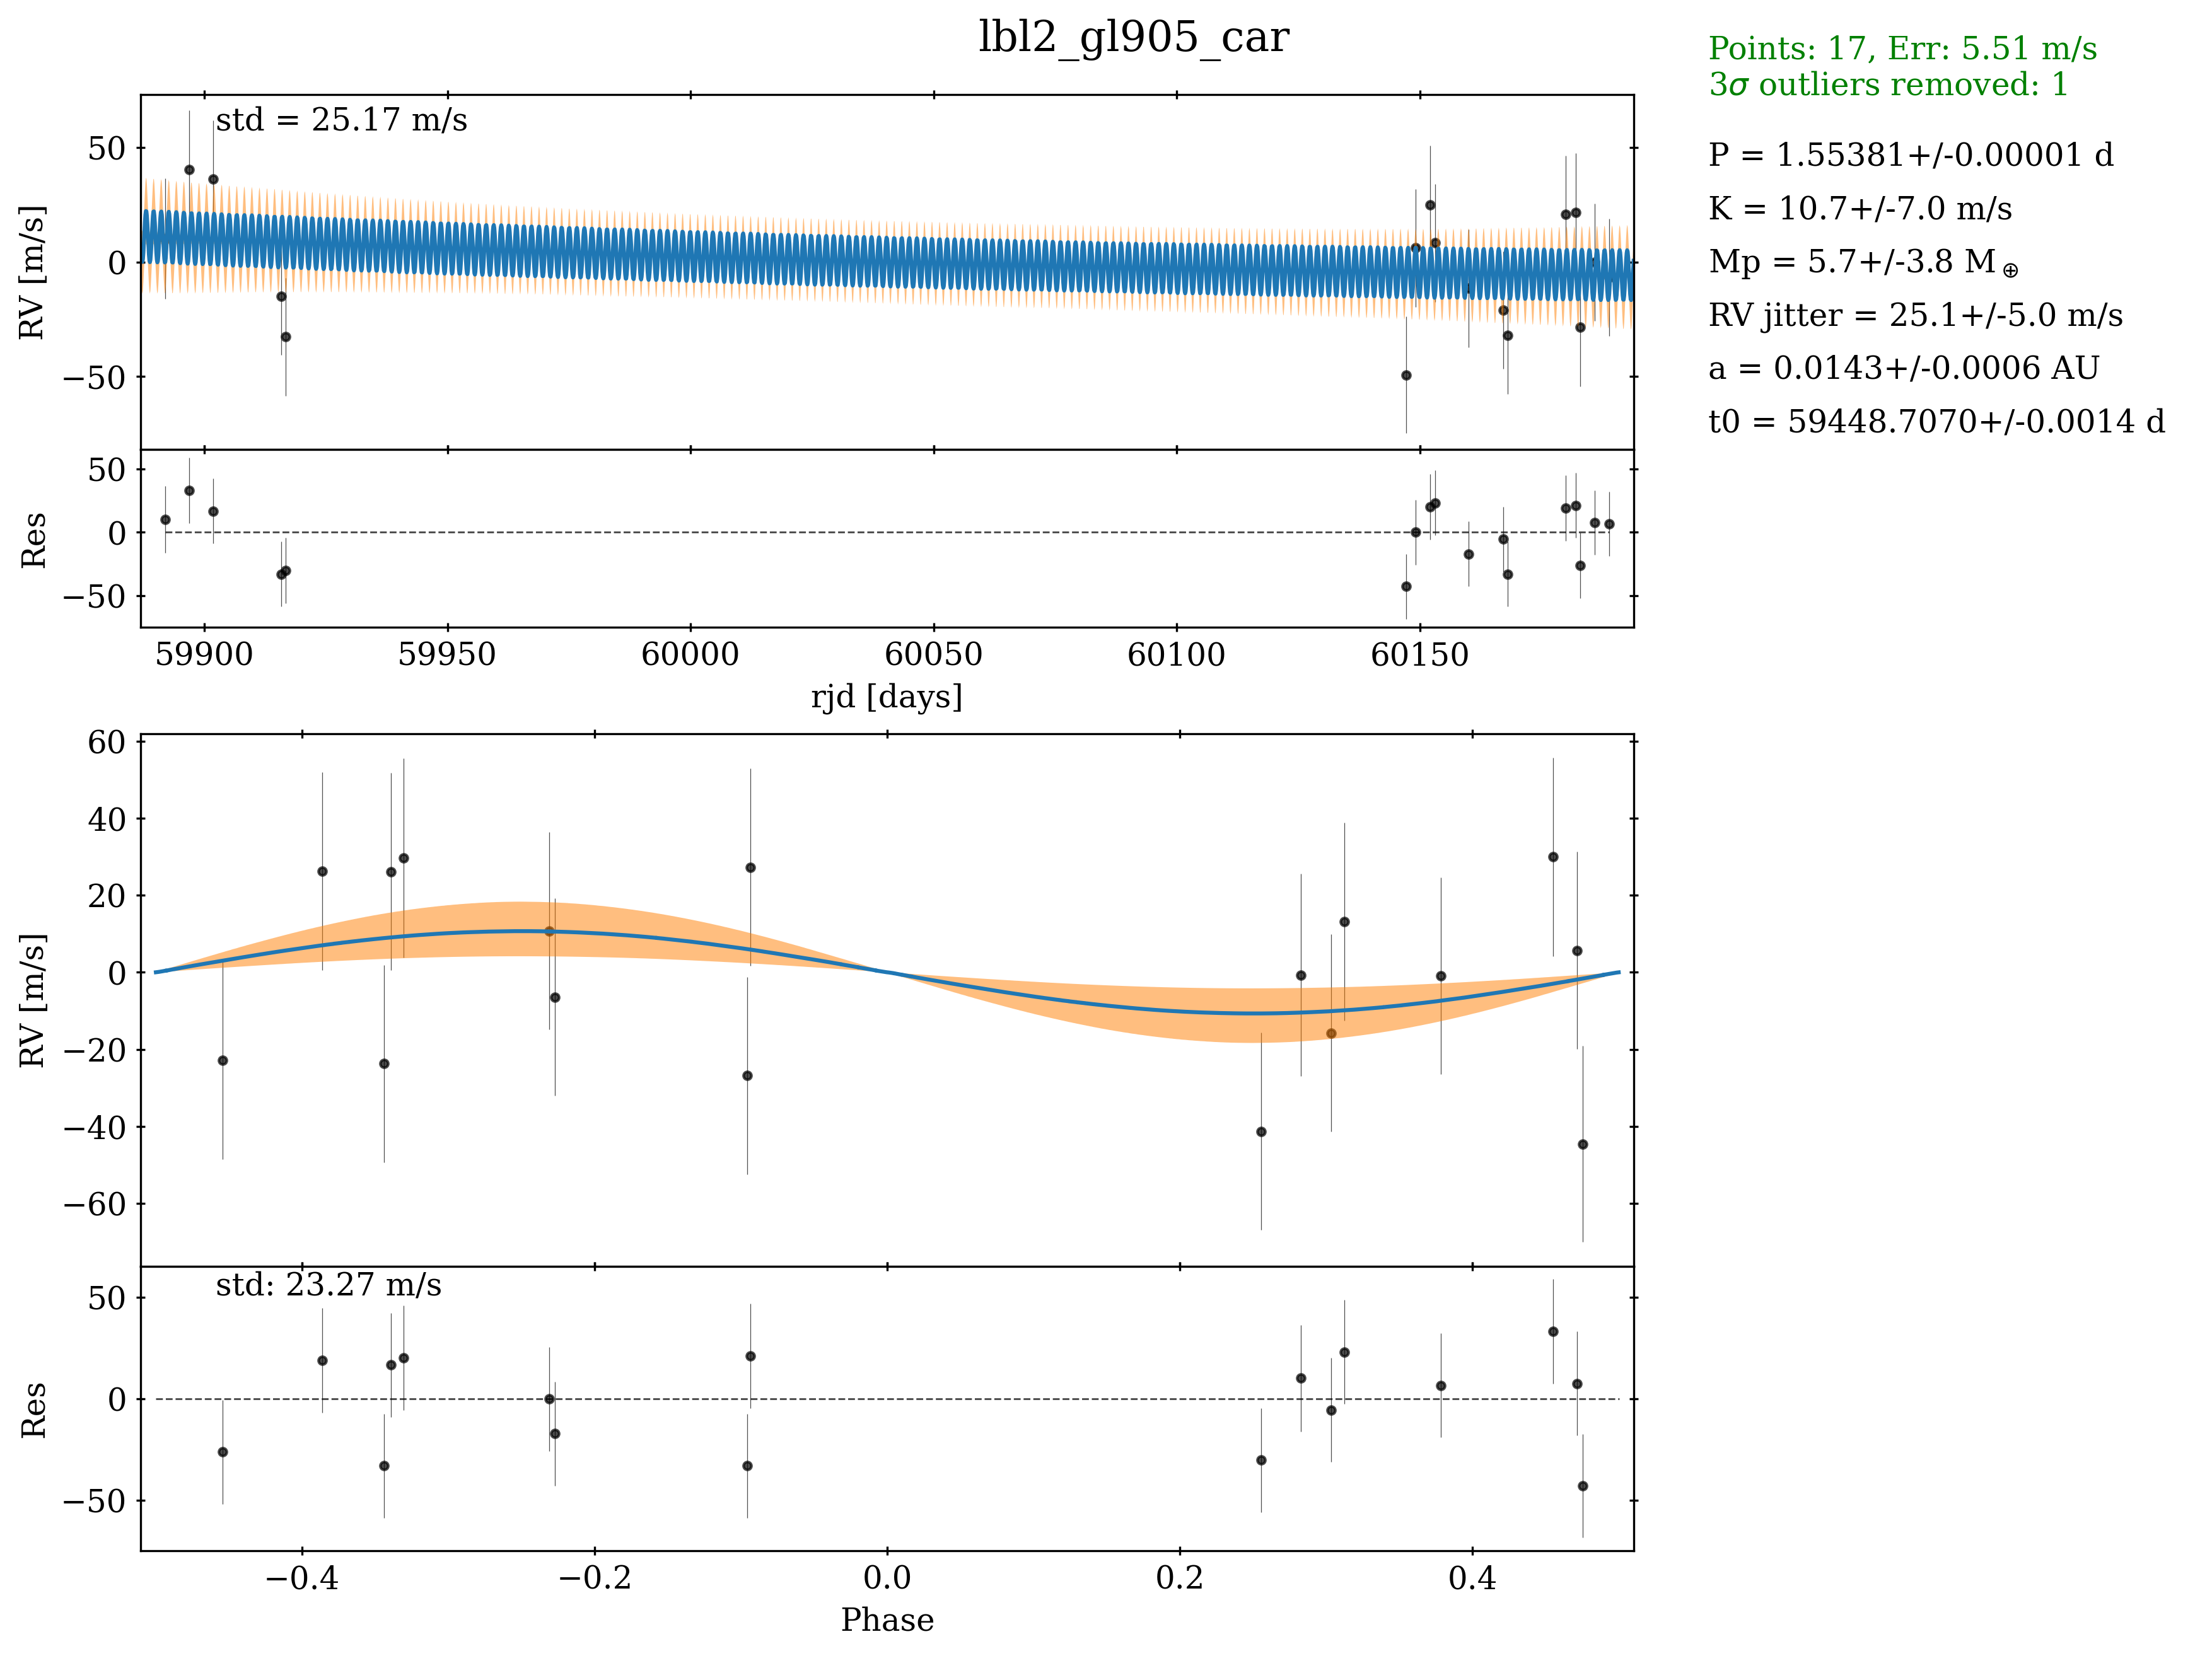 lbl2_gl905_car
Points: 17, Err: 5.51 m/s
3σ outliers removed: 1
P = 1.55381+/-0.00001 d
K = 10.7+/-7.0 m/s
Mp = 5.7+/-3.8 M⊕
RV jitter = 25.1+/-5.0 m/s
a = 0.0143+/-0.0006 AU
t0 = 59448.7070+/-0.0014 d
std = 25.17 m/s
RV [m/s]
50
0
−50
Res
50
0
−50
59900 59950 60000 60050 60100 60150
rjd [days]
RV [m/s]
60
40
20
0
−20
−40
−60
std: 23.27 m/s
Res
50
0
−50
−0.4 −0.2 0.0 0.2 0.4
Phase